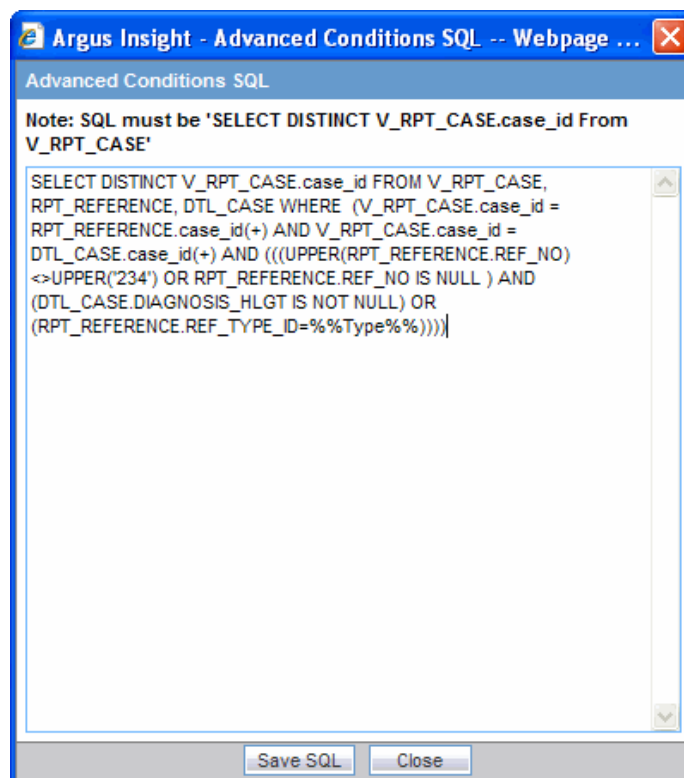 Argus Insight - Advanced Conditions SQL -- Webpage ...
Advanced Conditions SQL
Note: SQL must be 'SELECT DISTINCT V_RPT_CASE.case_id From
V_RPT_CASE'
SELECT DISTINCT V_RPT_CASE.case_id FROM V_RPT_CASE,
RPT_REFERENCE, DTL_CASE WHERE  (V_RPT_CASE.case_id =
RPT_REFERENCE.case_id(+) AND V_RPT_CASE.case_id =
DTL_CASE.case_id(+) AND (((UPPER(RPT_REFERENCE.REF_NO)
<>UPPER('234') OR RPT_REFERENCE.REF_NO IS NULL ) AND
(DTL_CASE.DIAGNOSIS_HLGT IS NOT NULL) OR
(RPT_REFERENCE.REF_TYPE_ID=%%Type%%))))
Save SQL Close